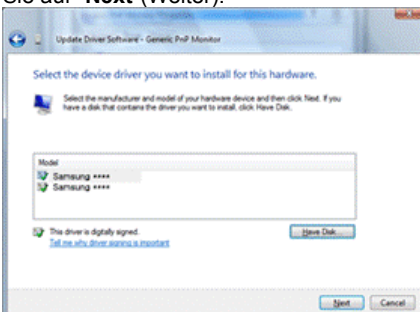 Sie auf "Next (Weiter).
Update Driver Software - Generic PnP Monitor
Select the device driver you want to install for this hardware.
Select the manufacturer and model of your hardware device and then click Next. If you
have a disk that contains the driver you want to install, click Have Disk.
Model
Samsung ****
Samsung ****
This driver is digitally signed.
Have Disk...
Tell me why driver signing is important
Next
Cancel